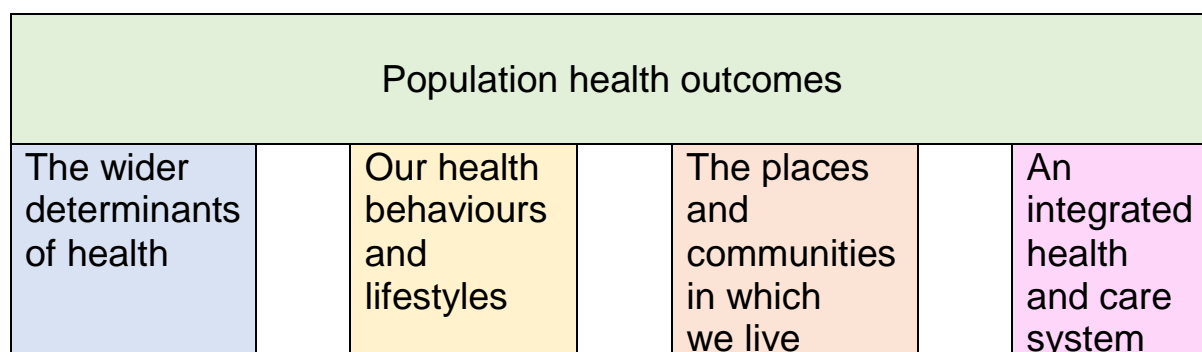 Population health outcomes
The wider
determinants
of health
Our health
behaviours
and
lifestyles
The places
and
communities
in which
we live
An
integrated
health
and care
system